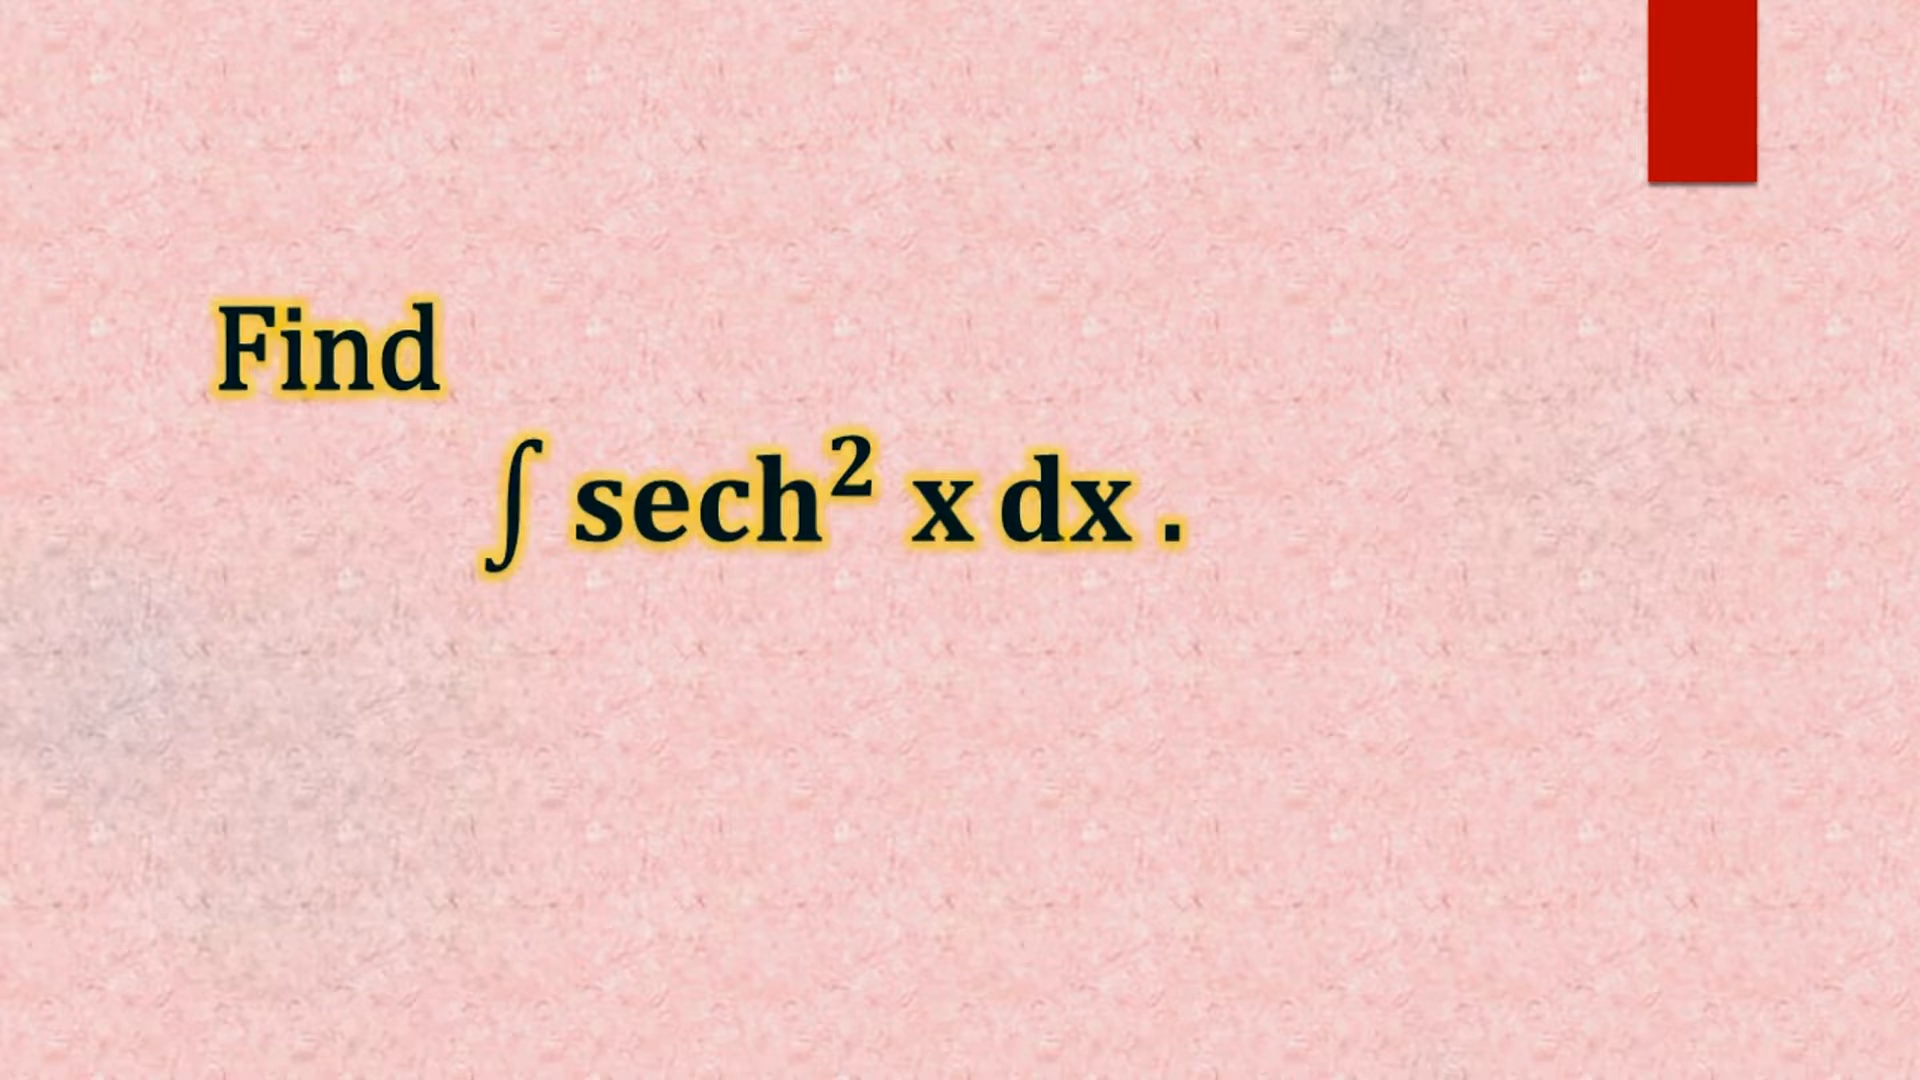 Find
∫ sech² x dx .